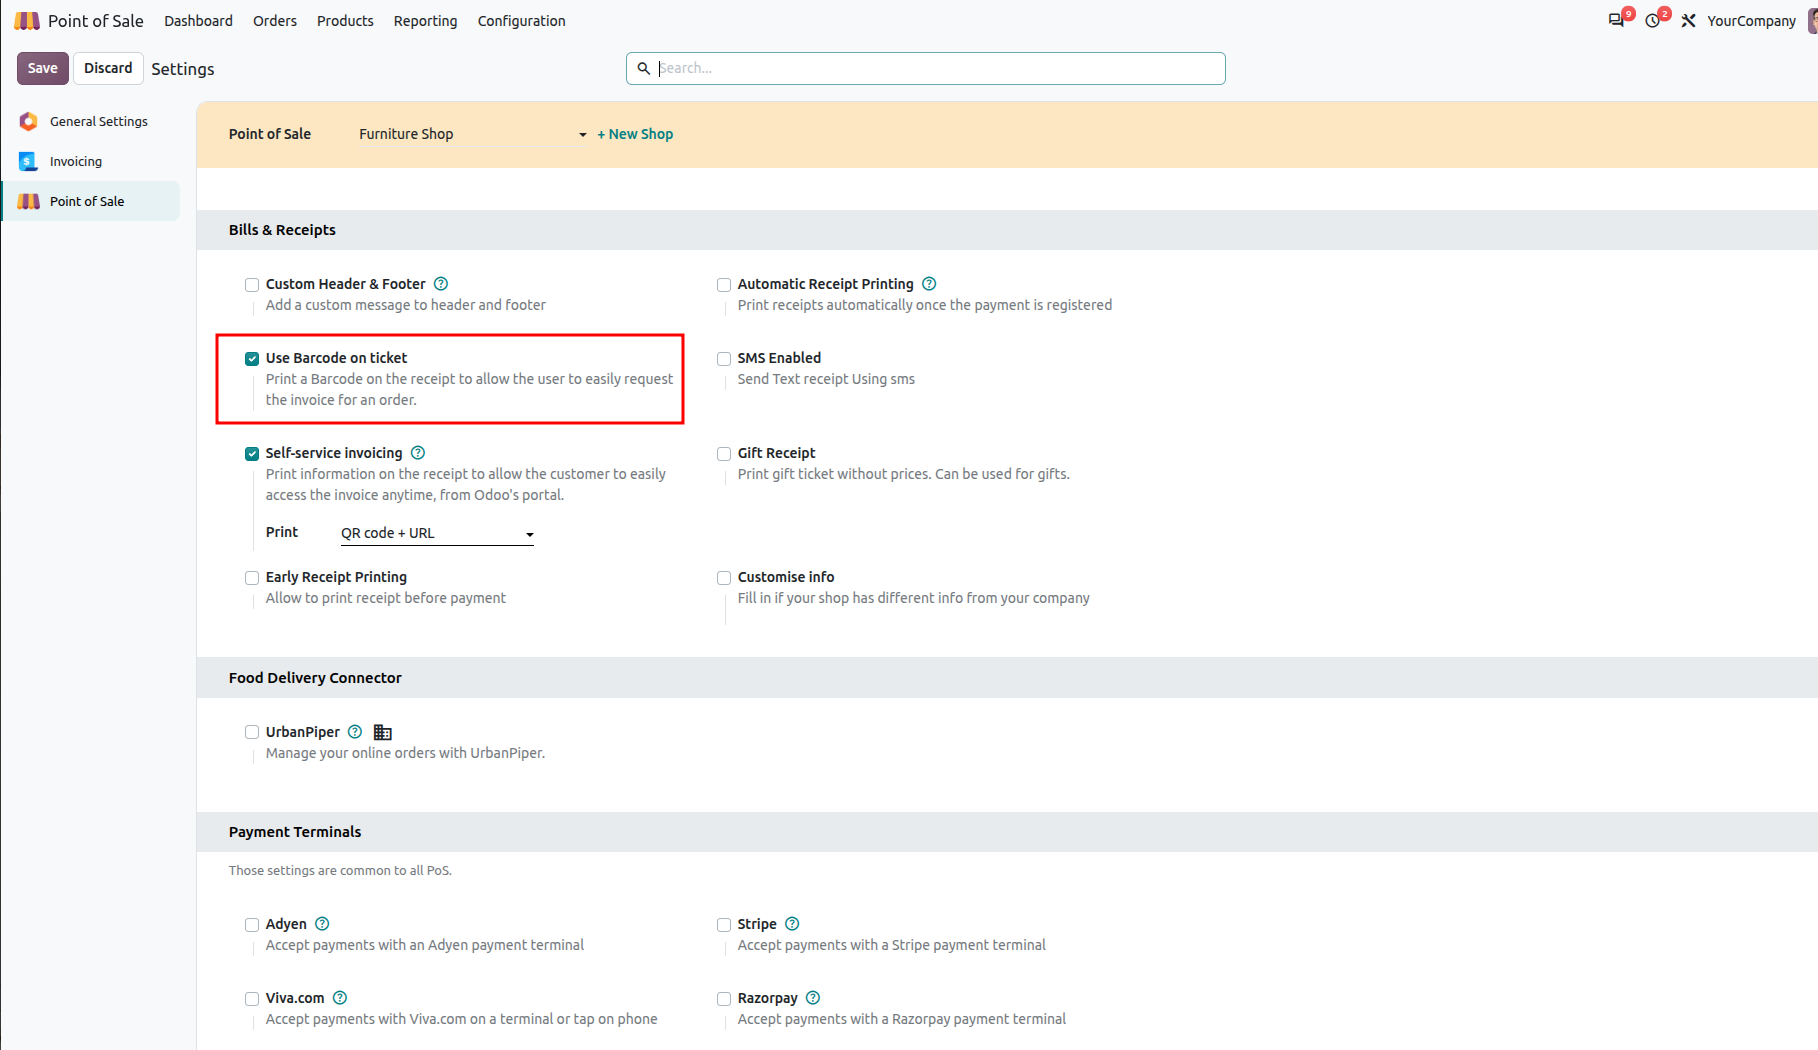 Point of Sale Dashboard Orders Products Reporting Configuration 9 2 YourCompany
Save Discard Settings Search...
General Settings
Invoicing
Point of Sale
Point of Sale Furniture Shop + New Shop
Bills & Receipts
Custom Header & Footer ?
Add a custom message to header and footer
Automatic Receipt Printing ?
Print receipts automatically once the payment is registered
Use Barcode on ticket
Print a Barcode on the receipt to allow the user to easily request
the invoice for an order.
SMS Enabled
Send Text receipt Using sms
Self-service invoicing ?
Print information on the receipt to allow the customer to easily
access the invoice anytime, from Odoo's portal.
Print QR code + URL
Gift Receipt
Print gift ticket without prices. Can be used for gifts.
Early Receipt Printing
Allow to print receipt before payment
Customise info
Fill in if your shop has different info from your company
Food Delivery Connector
UrbanPiper ?
Manage your online orders with UrbanPiper.
Payment Terminals
Those settings are common to all PoS.
Adyen ?
Accept payments with an Adyen payment terminal
Stripe ?
Accept payments with a Stripe payment terminal
Viva.com ?
Accept payments with Viva.com on a terminal or tap on phone
Razorpay ?
Accept payments with a Razorpay payment terminal